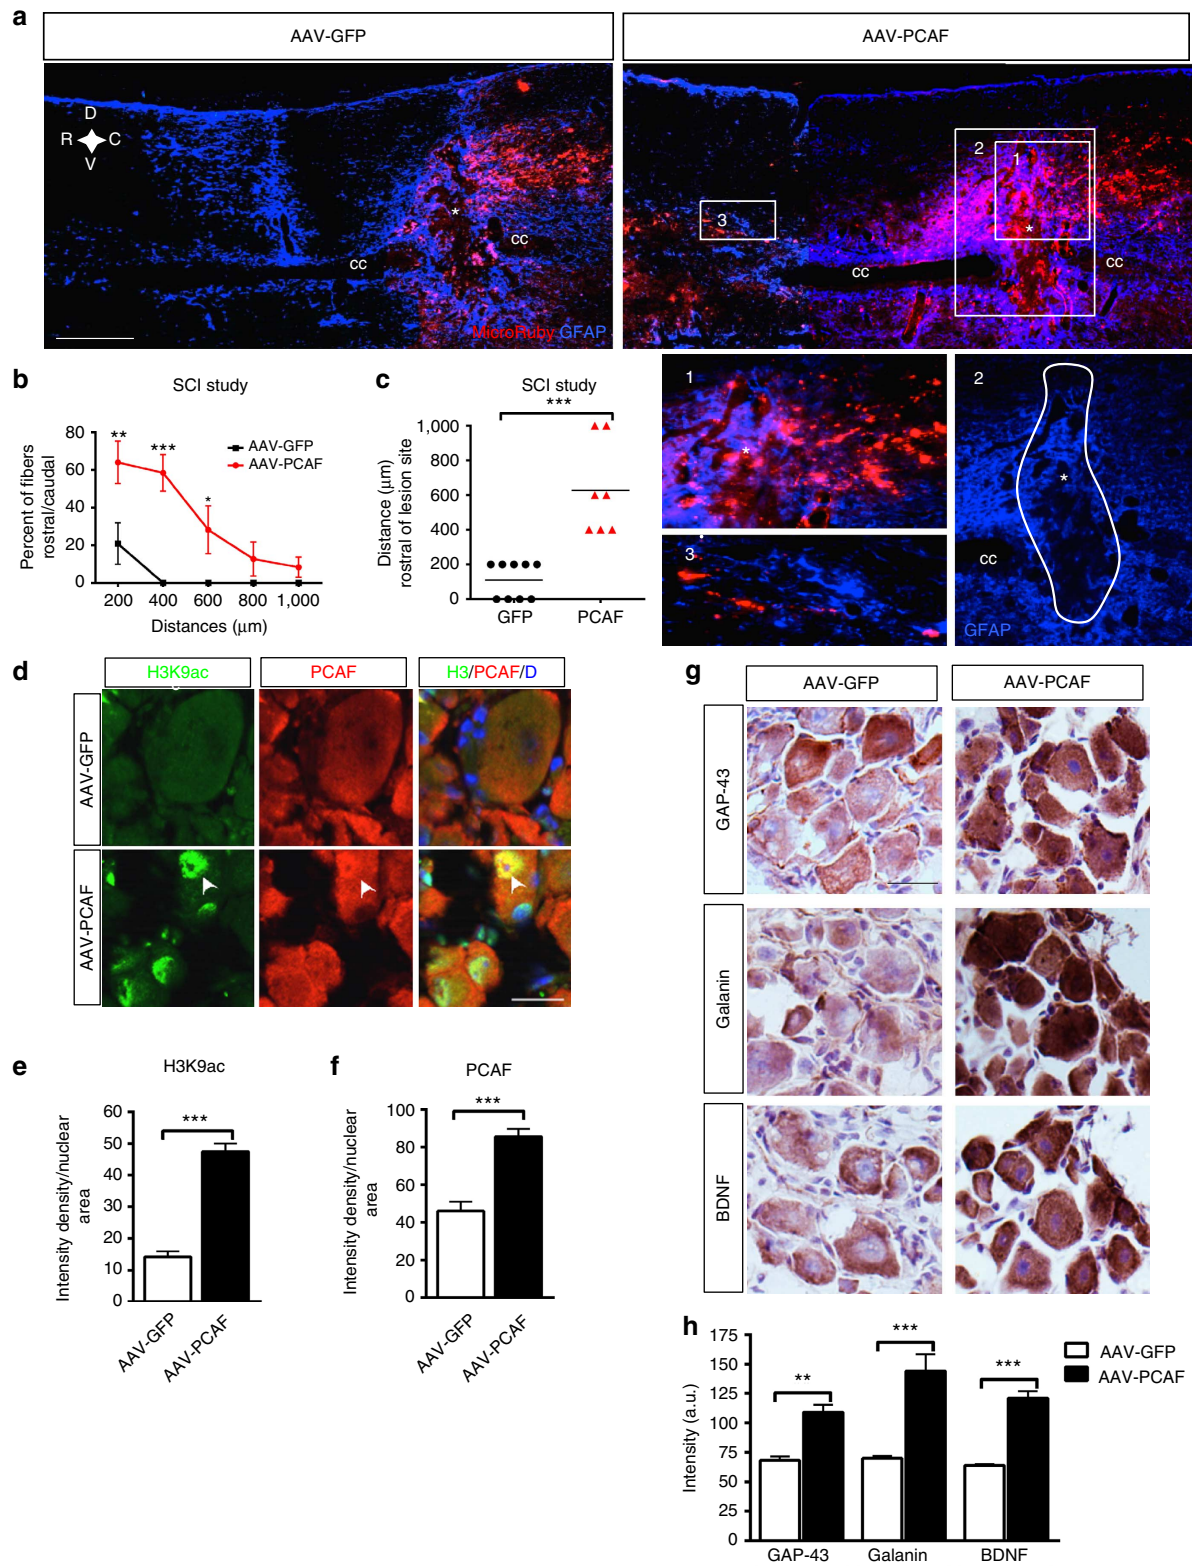 a
AAV-GFP
AAV-PCAF
D
R C
V
cc
cc
MicroRuby GFAP
2
1
3
cc
cc
b
SCI study
Percent of fibers
rostral/caudal
80
60
40
20
0
**
***
*
AAV-GFP
AAV-PCAF
200 400 600 800 1,000
Distances (μm)
c
SCI study
***
Distance (μm)
rostral of lesion site
1,000
800
600
400
200
0
GFP PCAF
1
3
2
cc
GFAP
d
H3K9ac
PCAF
H3/PCAF/D
AAV-GFP
AAV-PCAF
e
H3K9ac
Intensity density/nuclear
area
60
50
40
30
20
10
0
***
AAV-GFP
AAV-PCAF
f
PCAF
Intensity density/nuclear
area
100
80
60
40
20
0
***
AAV-GFP
AAV-PCAF
g
AAV-GFP
AAV-PCAF
GAP-43
Galanin
BDNF
h
Intensity (a.u.)
175
150
125
100
75
50
25
0
**
***
***
AAV-GFP
AAV-PCAF
GAP-43 Galanin BDNF